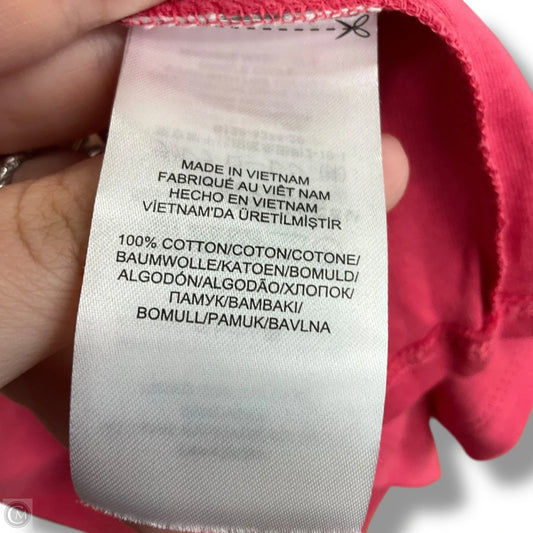 MADE IN VIETNAM
FABRIQUÉ AU VIÊT NAM
HECHO EN VIETNAM
VİETNAM'DA ÜRETİLMİŞTİR
100% COTTON/COTON/COTONE/
BAUMWOLLE/KATOEN/BOMULD/
ALGODÓN/ALGODÃO/ХЛОПОК/
ПАМУК/BAMBAKI/
BOMULL/PAMUK/BAVLNA